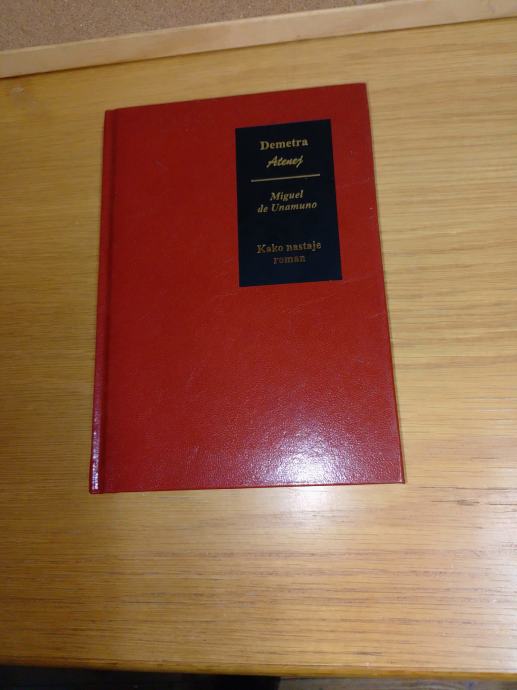 Demetra
Atenej
Miguel
de Unamuno
Kako nastaje
roman